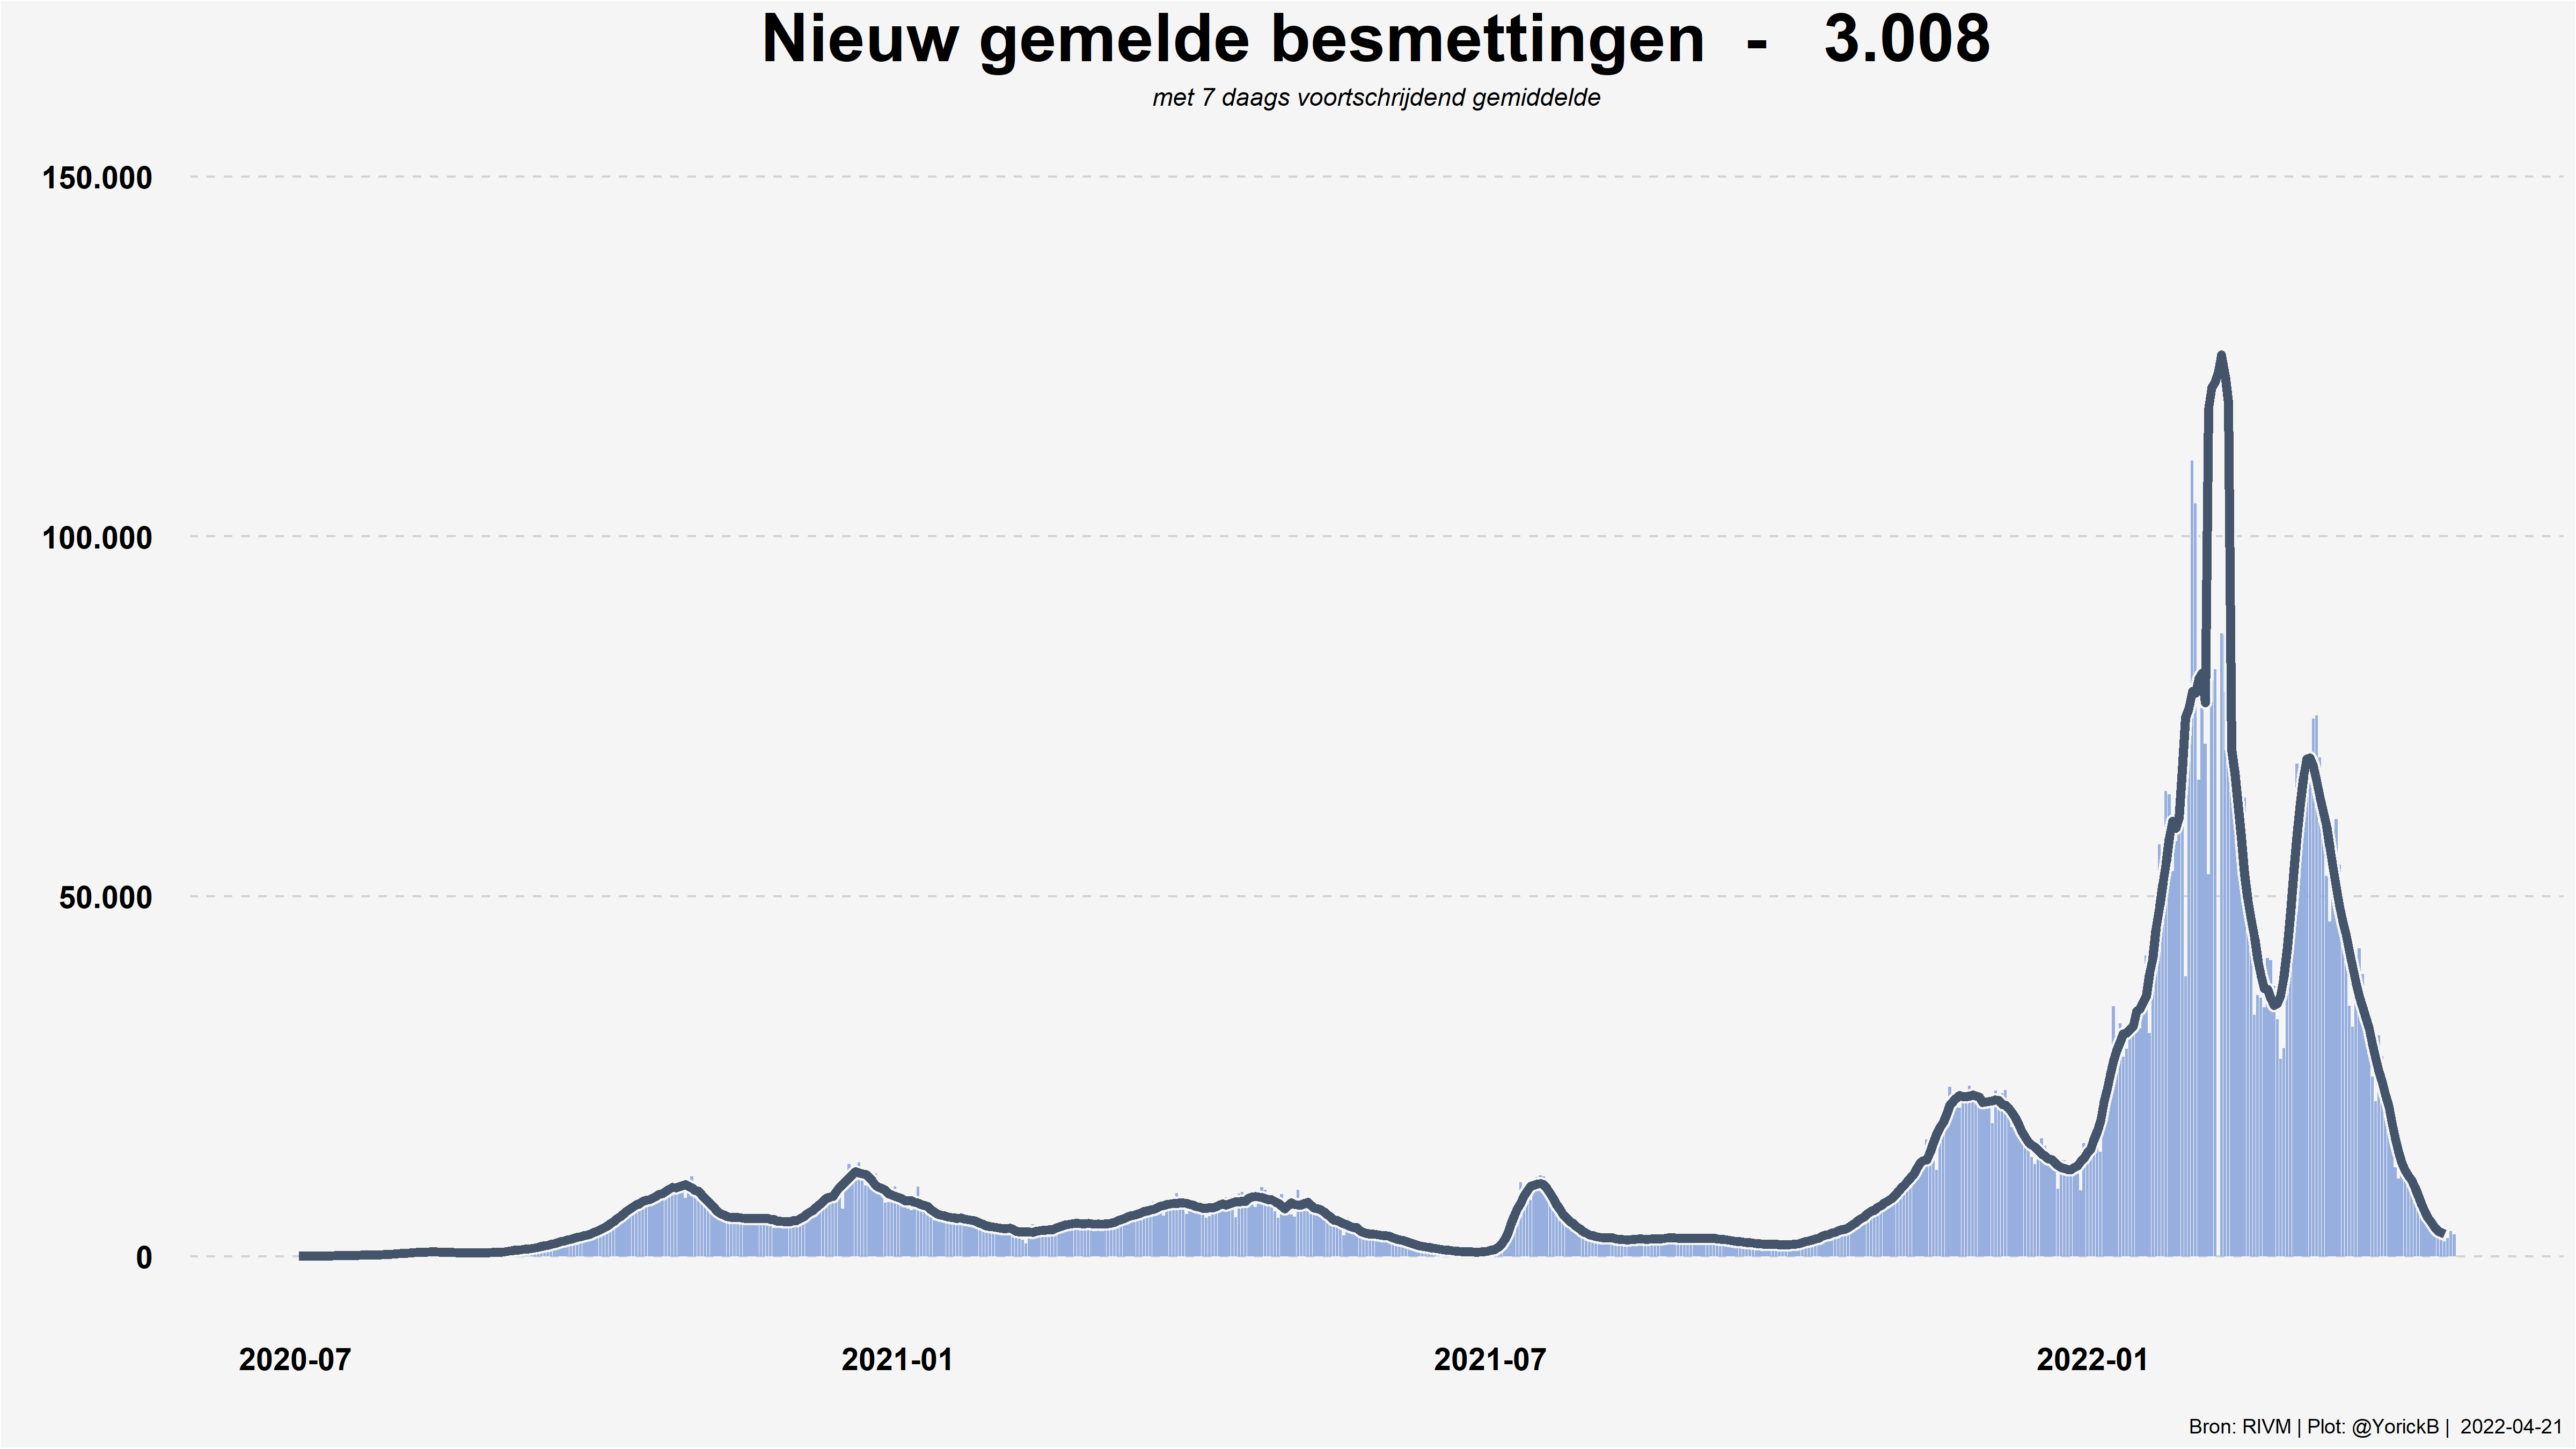 Nieuw gemelde besmettingen - 3.008
met 7 daags voortschrijdend gemiddelde
150.000
100.000
50.000
0
2020-07 2021-01 2021-07 2022-01
Bron: RIVM | Plot: @YorickB | 2022-04-21